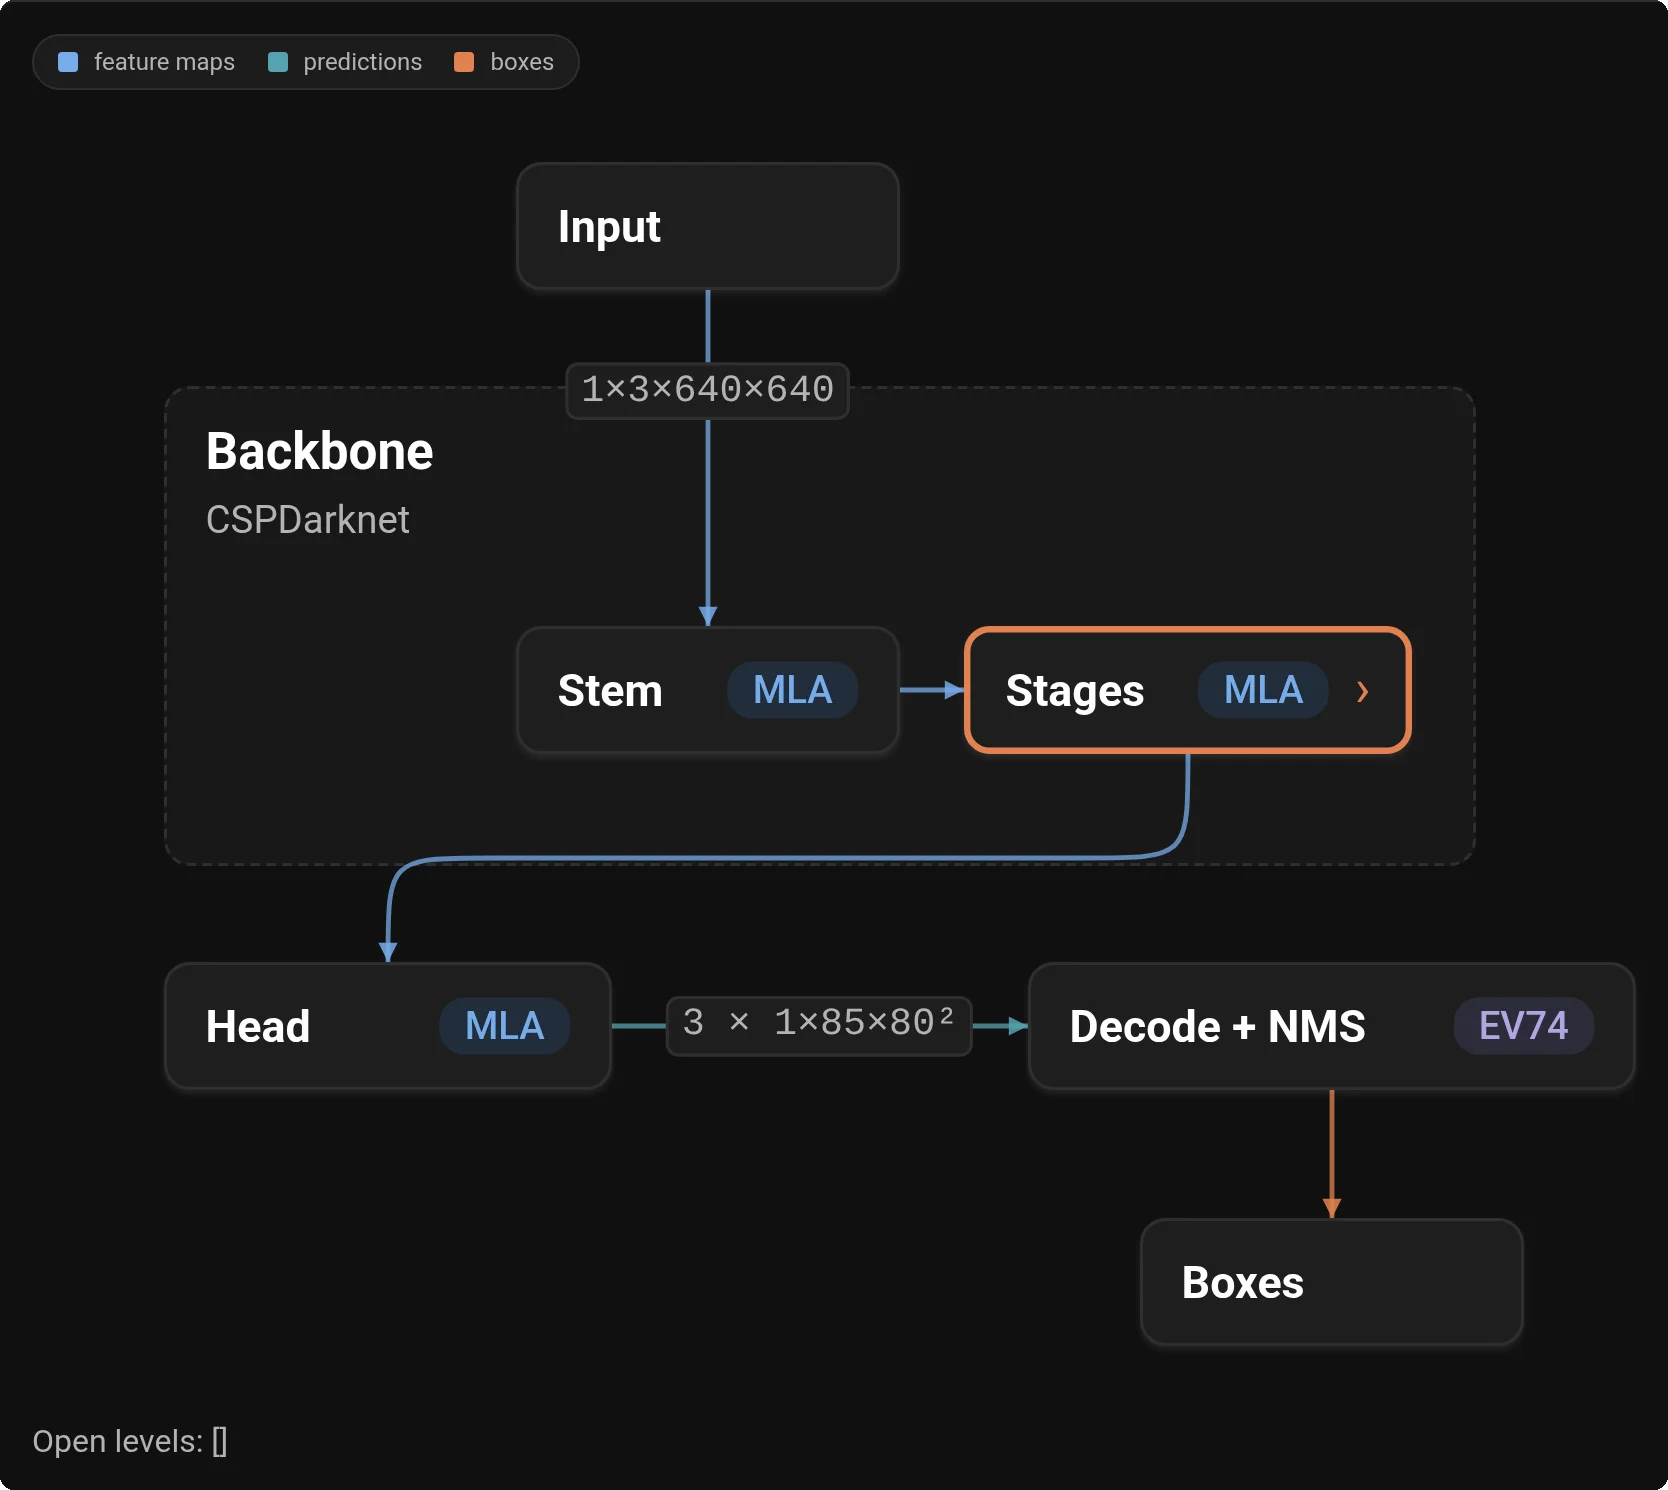 feature maps predictions boxes
Input
1×3×640×640
Backbone
CSPDarknet
Stem MLA
Stages MLA ›
Head MLA
3 × 1×85×80²
Decode + NMS EV74
Boxes
Open levels: []